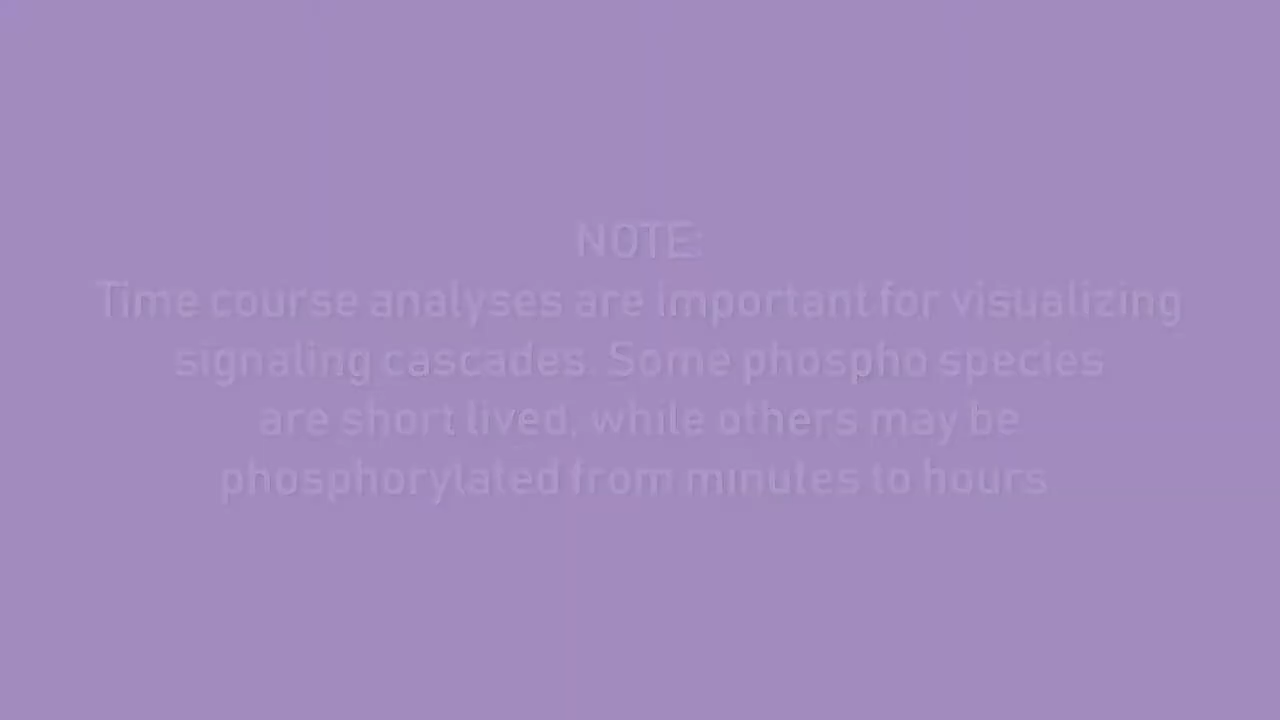 NOTE:
Time course analyses are important for visualizing
signaling cascades. Some phospho species
are short lived, while others may be
phosphorylated from minutes to hours